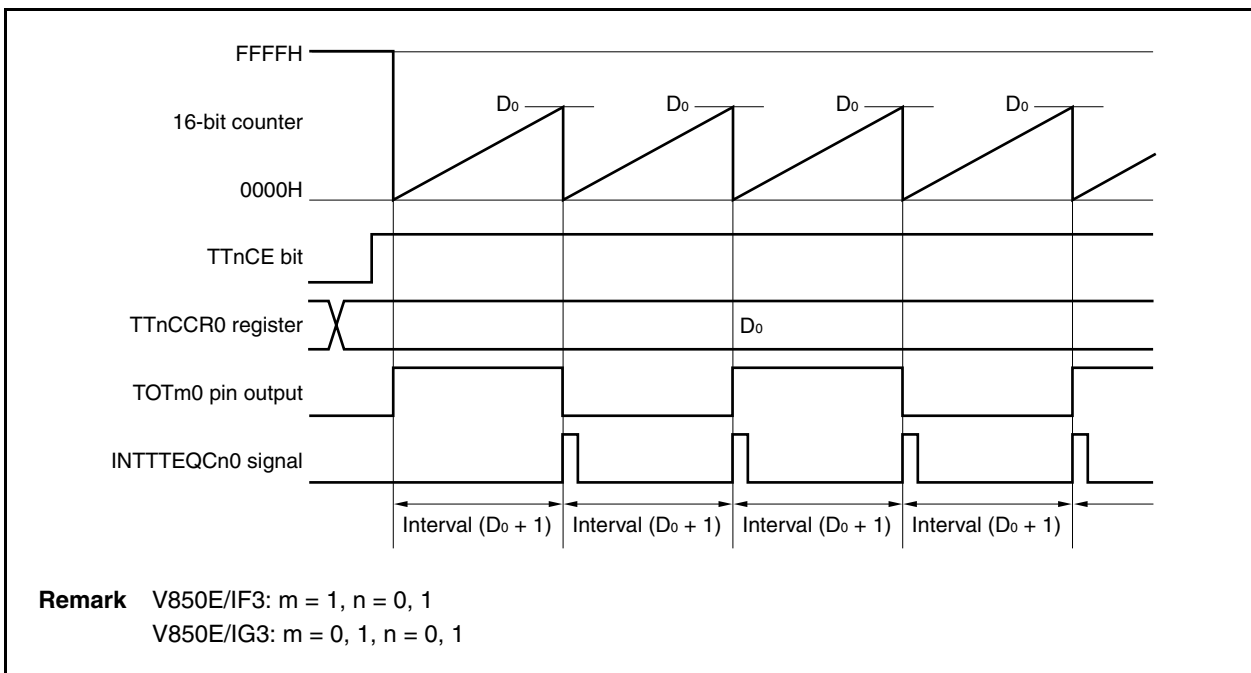 FFFFH
D0 D0 D0 D0
16-bit counter
0000H
TTnCE bit
TTnCCR0 register
D0
TOTm0 pin output
INTTTEQCn0 signal
Interval (D0 + 1) Interval (D0 + 1) Interval (D0 + 1) Interval (D0 + 1)
Remark V850E/IF3: m = 1, n = 0, 1
V850E/IG3: m = 0, 1, n = 0, 1